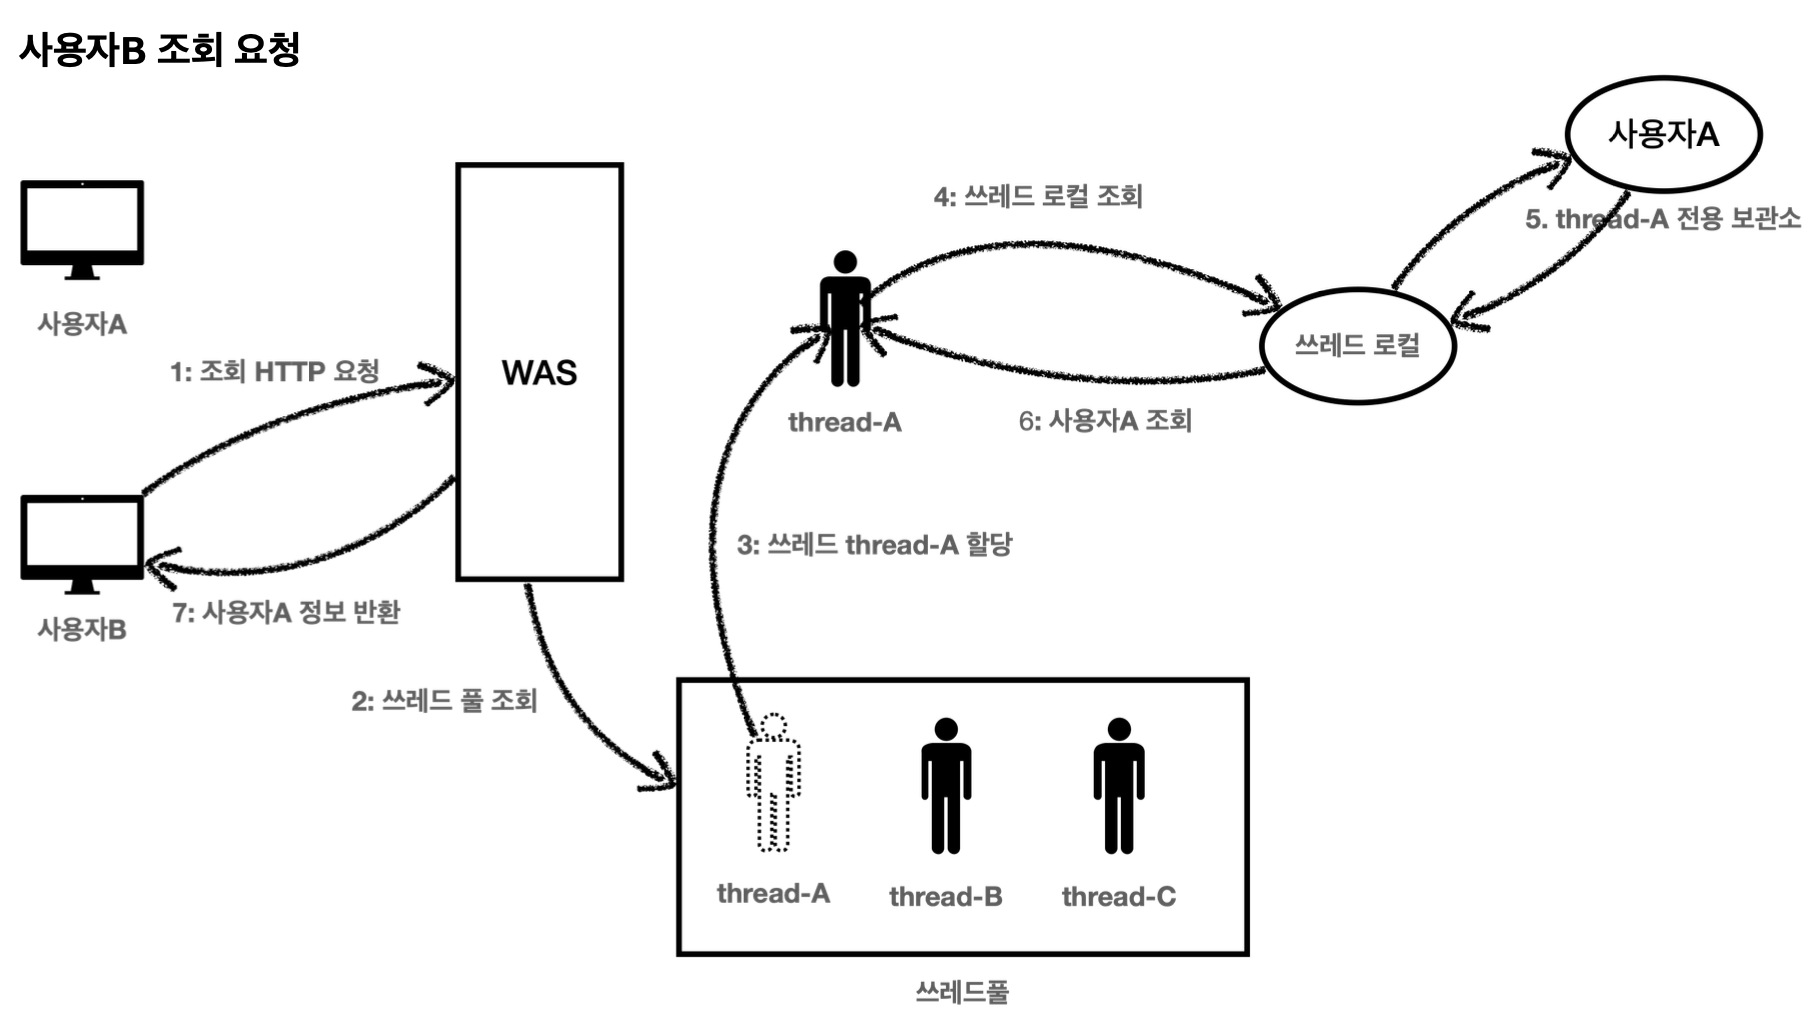 사용자B 조회 요청
사용자A
4: 쓰레드 로컬 조회
5. thread-A 전용 보관소
사용자A
1: 조회 HTTP 요청
WAS
쓰레드 로컬
thread-A
6: 사용자A 조회
3: 쓰레드 thread-A 할당
7: 사용자A 정보 반환
사용자B
2: 쓰레드 풀 조회
thread-A
thread-B
thread-C
쓰레드풀